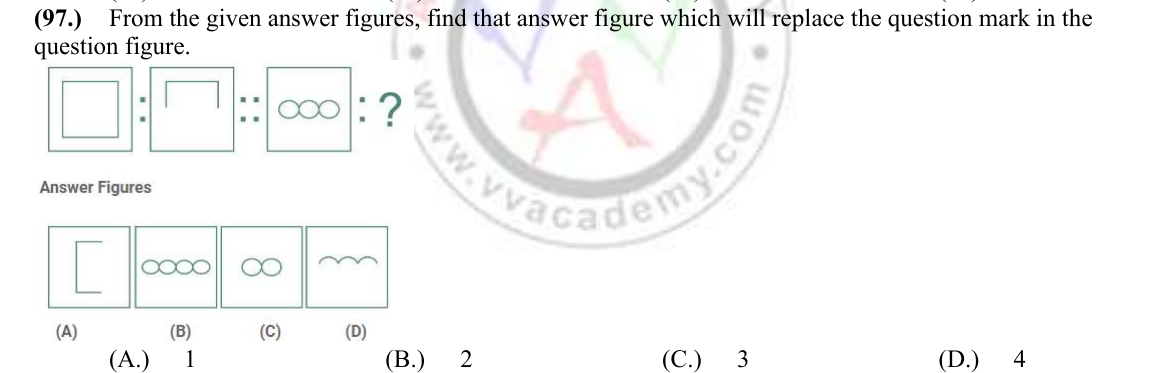 (97.) From the given answer figures, find that answer figure which will replace the question mark in the
question figure.
: :: : ?
Answer Figures
(A) (B) (C) (D)
(A.) 1 (B.) 2 (C.) 3 (D.) 4
www.vvacademy.com